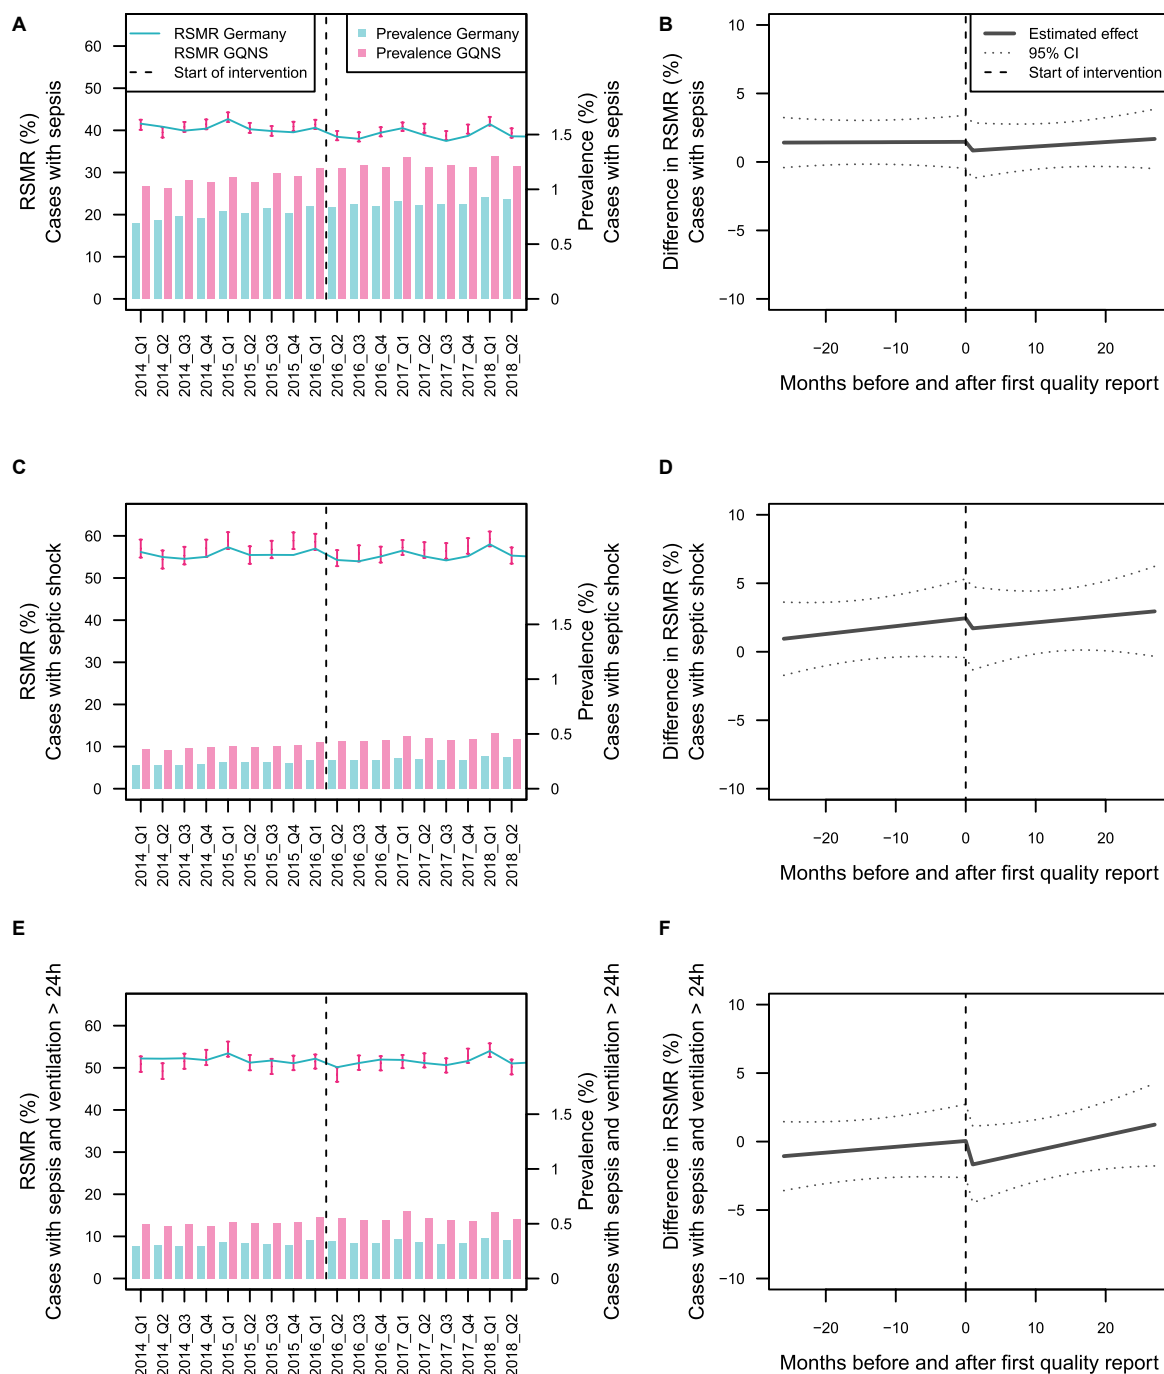 A
RSMR Germany
RSMR GQNS
Start of intervention
Prevalence Germany
Prevalence GQNS
RSMR (%)
Cases with sepsis
60
50
40
30
20
10
0
1.5
1
0.5
0
Prevalence (%)
Cases with sepsis
2014_Q1
2014_Q2
2014_Q3
2014_Q4
2015_Q1
2015_Q2
2015_Q3
2015_Q4
2016_Q1
2016_Q2
2016_Q3
2016_Q4
2017_Q1
2017_Q2
2017_Q3
2017_Q4
2018_Q1
2018_Q2
B
Estimated effect
95% CI
Start of intervention
Difference in RSMR (%)
Cases with sepsis
10
5
0
−5
−10
−20 −10 0 10 20
Months before and after first quality report
C
RSMR (%)
Cases with septic shock
60
50
40
30
20
10
0
1.5
1
0.5
0
Prevalence (%)
Cases with septic shock
2014_Q1
2014_Q2
2014_Q3
2014_Q4
2015_Q1
2015_Q2
2015_Q3
2015_Q4
2016_Q1
2016_Q2
2016_Q3
2016_Q4
2017_Q1
2017_Q2
2017_Q3
2017_Q4
2018_Q1
2018_Q2
D
Difference in RSMR (%)
Cases with septic shock
10
5
0
−5
−10
−20 −10 0 10 20
Months before and after first quality report
E
RSMR (%)
Cases with sepsis and ventilation > 24h
60
50
40
30
20
10
0
1.5
1
0.5
0
Prevalence (%)
Cases with sepsis and ventilation > 24h
2014_Q1
2014_Q2
2014_Q3
2014_Q4
2015_Q1
2015_Q2
2015_Q3
2015_Q4
2016_Q1
2016_Q2
2016_Q3
2016_Q4
2017_Q1
2017_Q2
2017_Q3
2017_Q4
2018_Q1
2018_Q2
F
Difference in RSMR (%)
Cases with sepsis and ventilation > 24h
10
5
0
−5
−10
−20 −10 0 10 20
Months before and after first quality report